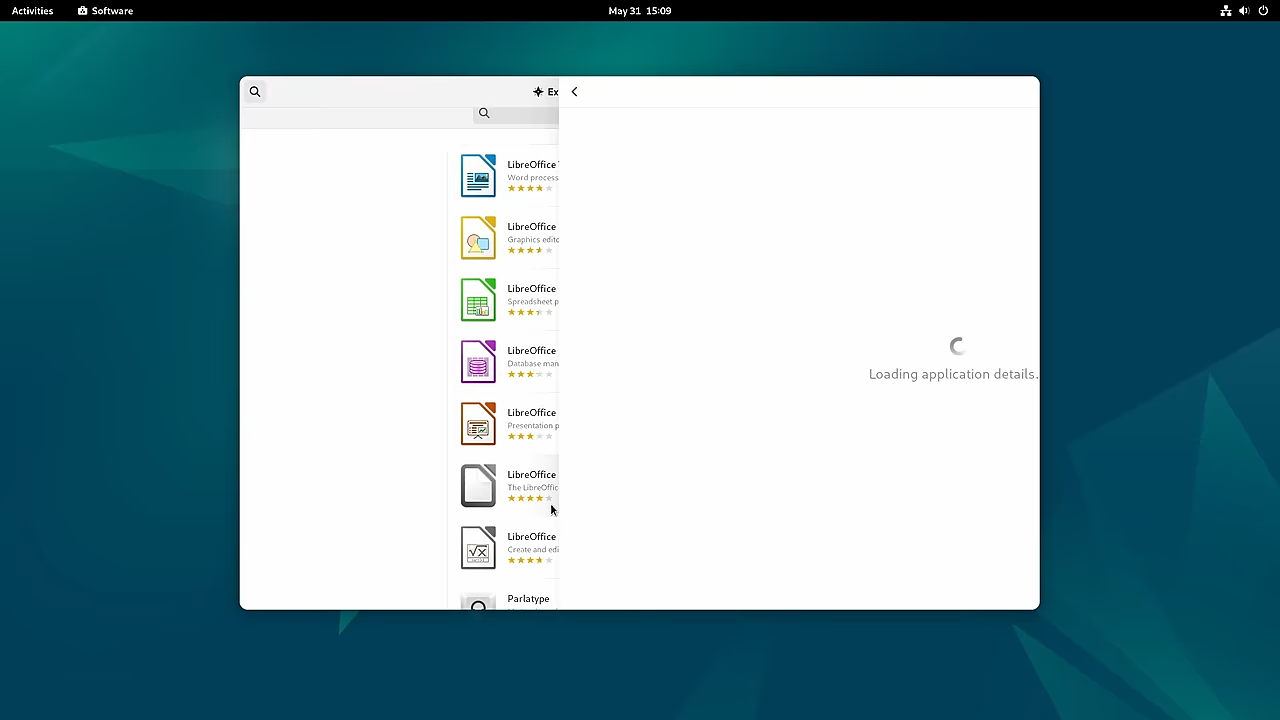 Activities
Software
May 31 15:09
LibreOffice
Word process
LibreOffice
Graphics edito
LibreOffice
Spreadsheet p
LibreOffice
Database man
LibreOffice
Presentation p
LibreOffice
The LibreOffic
LibreOffice
Create and edi
Parlatype
Ex
Loading application details.